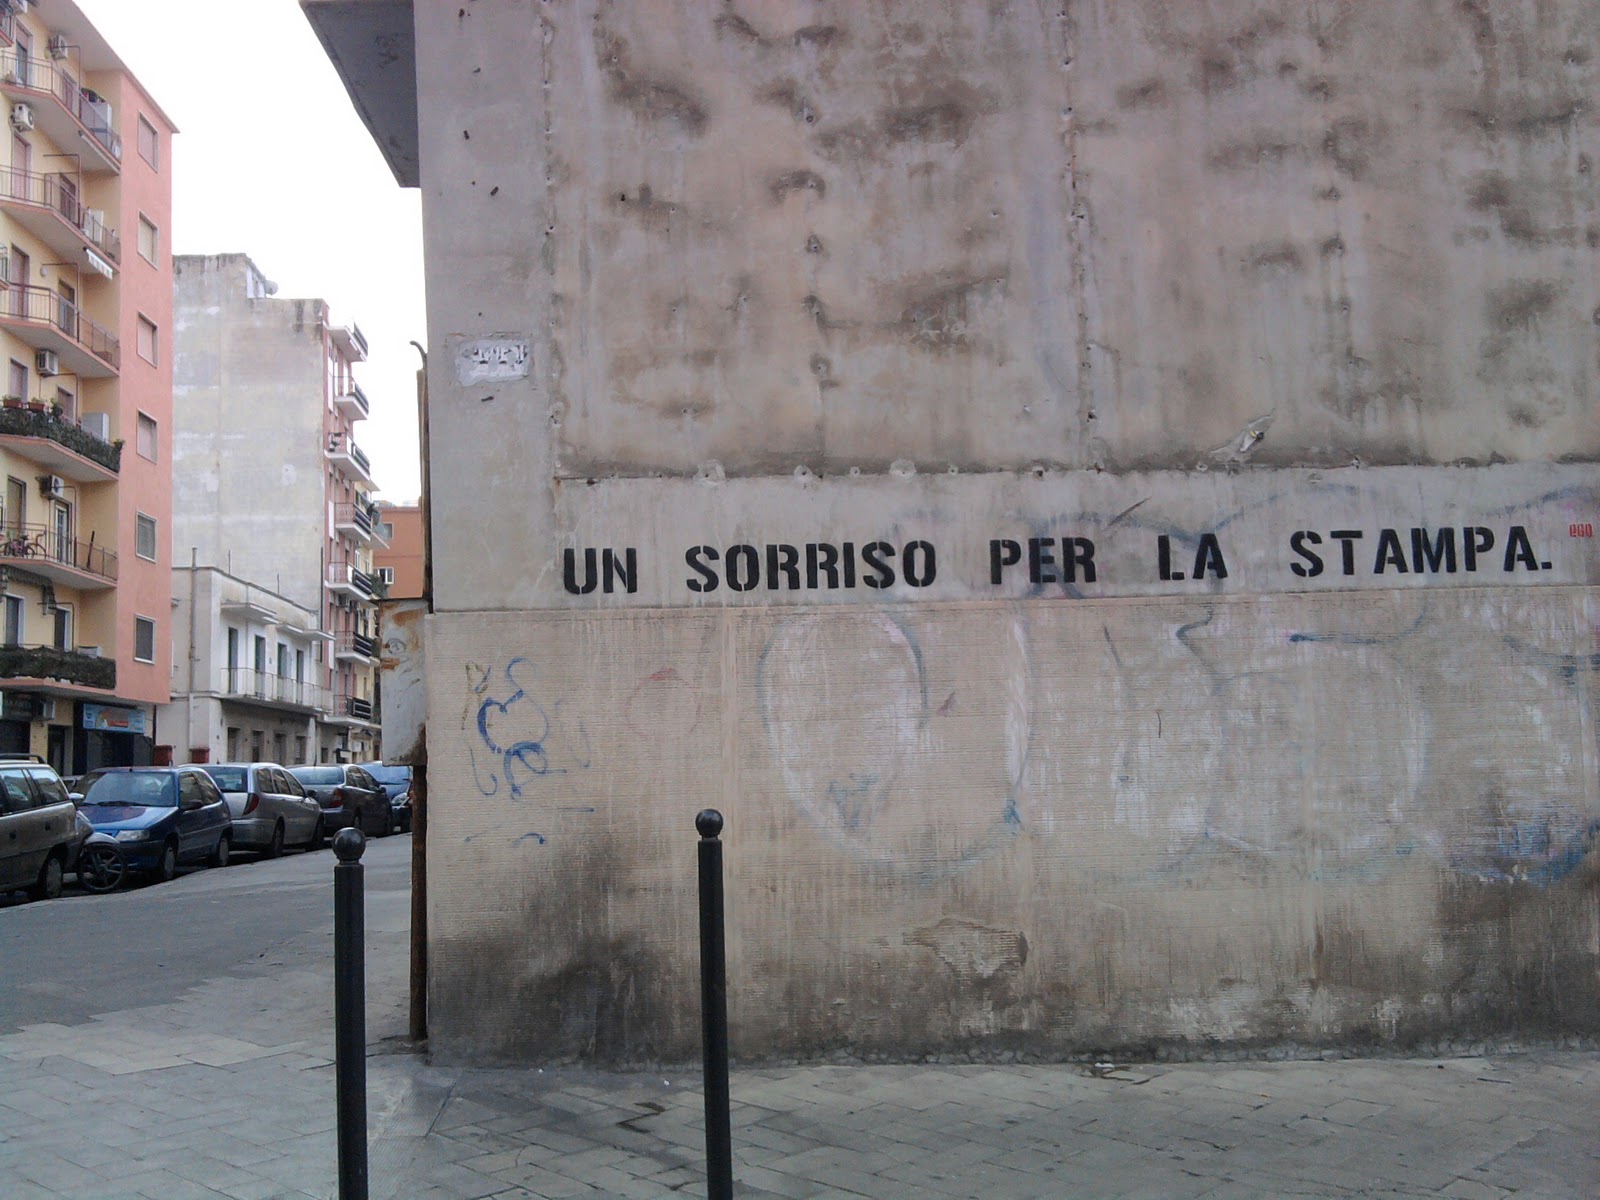 UN SORRISO PER LA STAMPA.